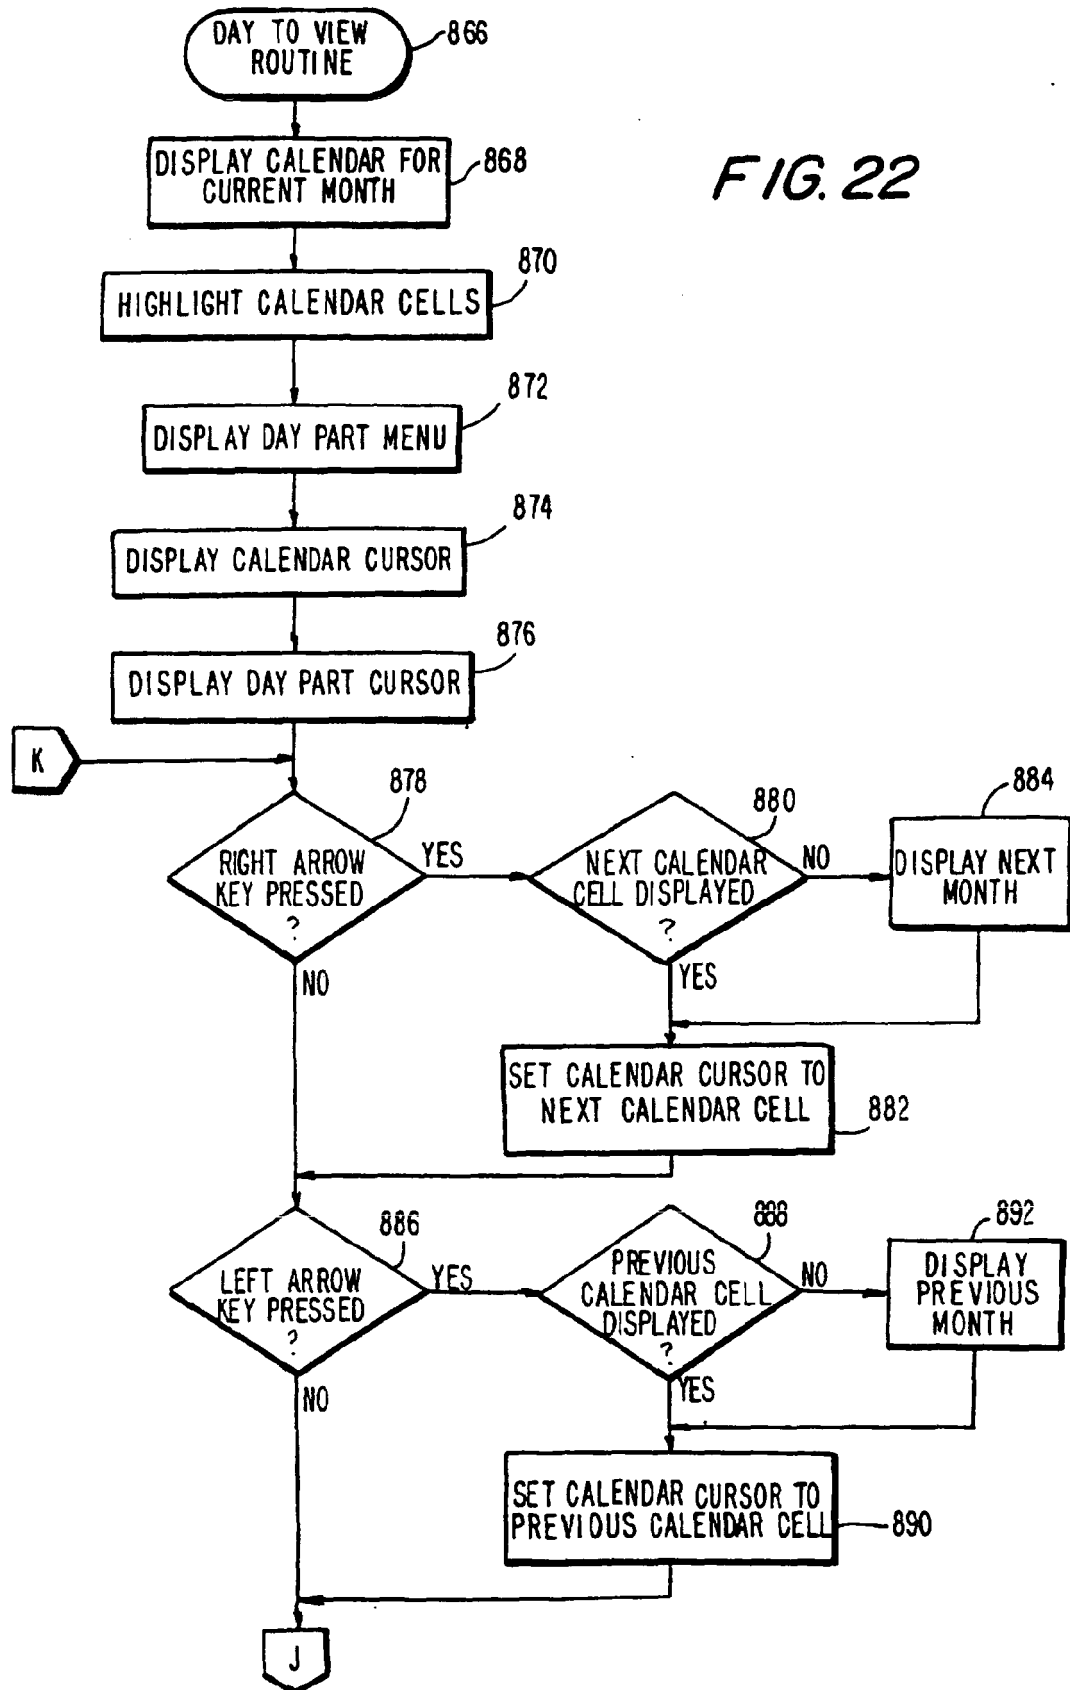 DAY TO VIEW
ROUTINE
866
DISPLAY CALENDAR FOR
CURRENT MONTH
868
FIG. 22
870
HIGHLIGHT CALENDAR CELLS
872
DISPLAY DAY PART MENU
874
DISPLAY CALENDAR CURSOR
876
DISPLAY DAY PART CURSOR
K
878
RIGHT ARROW
KEY PRESSED
?
YES
NO
880
NEXT CALENDAR
CELL DISPLAYED
?
NO
YES
884
DISPLAY NEXT
MONTH
SET CALENDAR CURSOR TO
NEXT CALENDAR CELL
882
886
LEFT ARROW
KEY PRESSED
?
YES
NO
888
PREVIOUS
CALENDAR CELL
DISPLAYED
?
NO
YES
892
DISPLAY
PREVIOUS
MONTH
SET CALENDAR CURSOR TO
PREVIOUS CALENDAR CELL
890
J